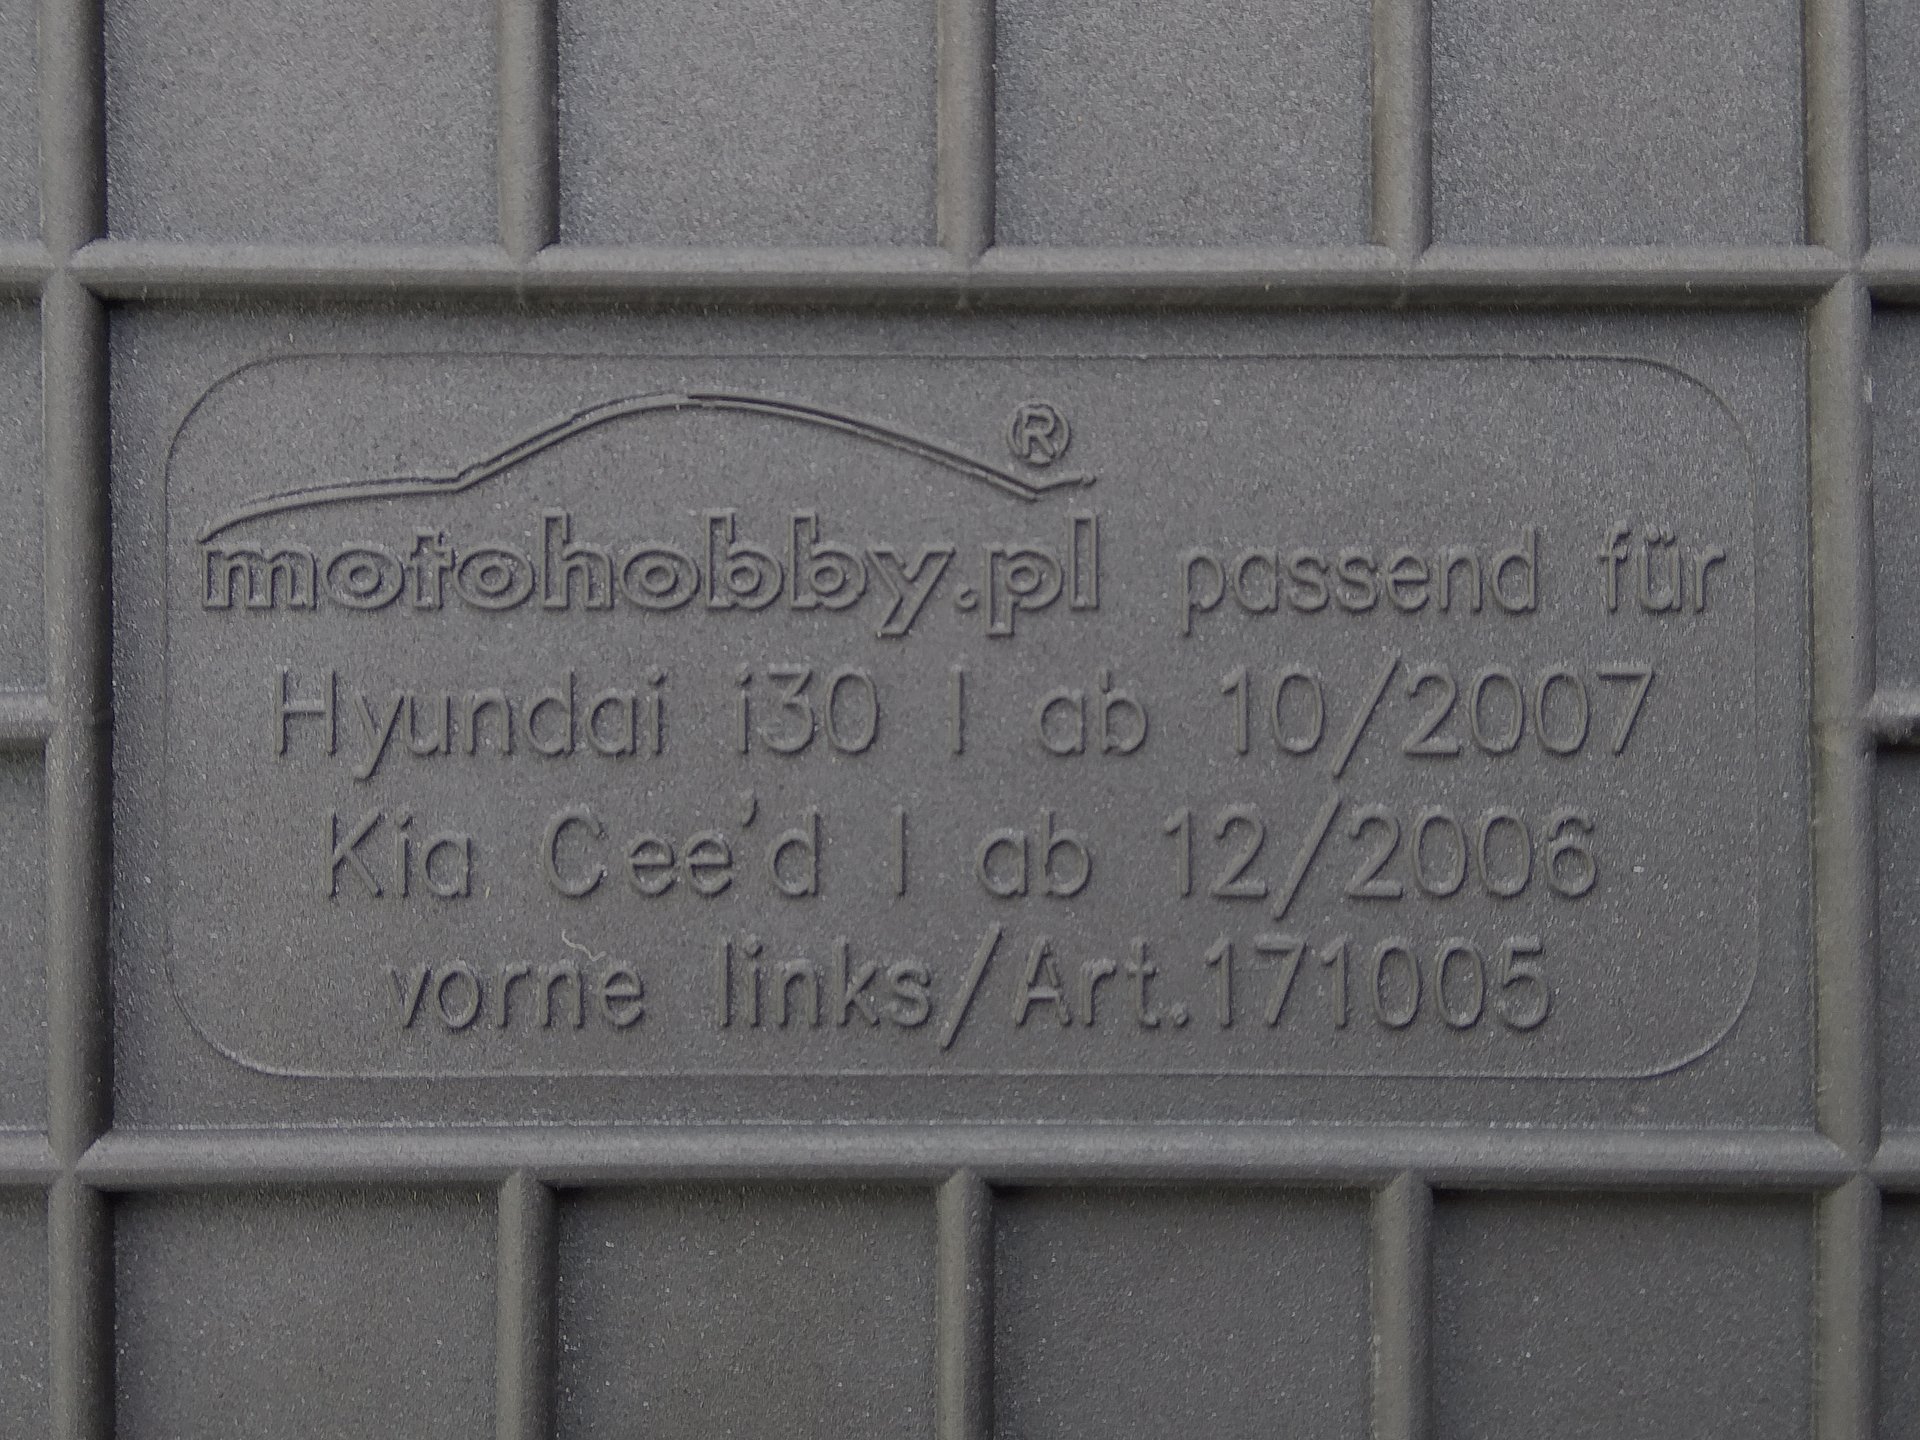 motohobby.pl® passend für
Hyundai i30 I ab 10/2007
Kia Cee'd I ab 12/2006
vorne links/Art.171005